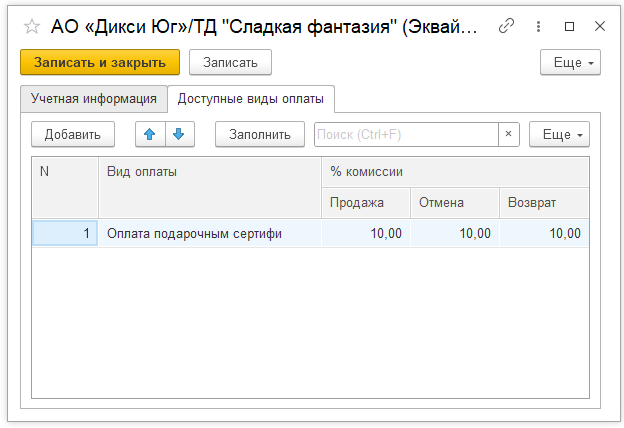 АО «Дикси Юг»/ТД "Сладкая фантазия" (Эквай...
Записать и закрыть Записать Еще
Учетная информация Доступные виды оплаты
Добавить Заполнить Поиск (Ctrl+F) × Еще
N Вид оплаты % комиссии
Продажа Отмена Возврат
1 Оплата подарочным сертифи 10,00 10,00 10,00